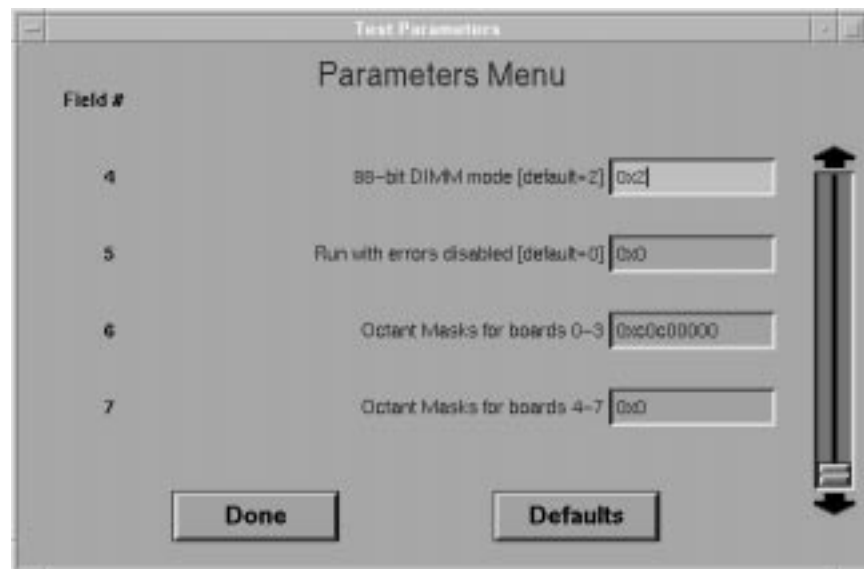 Test Parameters
Parameters Menu
Field #
4 88-bit DIMM mode [default=2] 0x2
5 Run with errors disabled [default=0] 0x0
6 Octant Masks for boards 0-3 0xc0c00000
7 Octant Masks for boards 4-7 0x0
Done Defaults